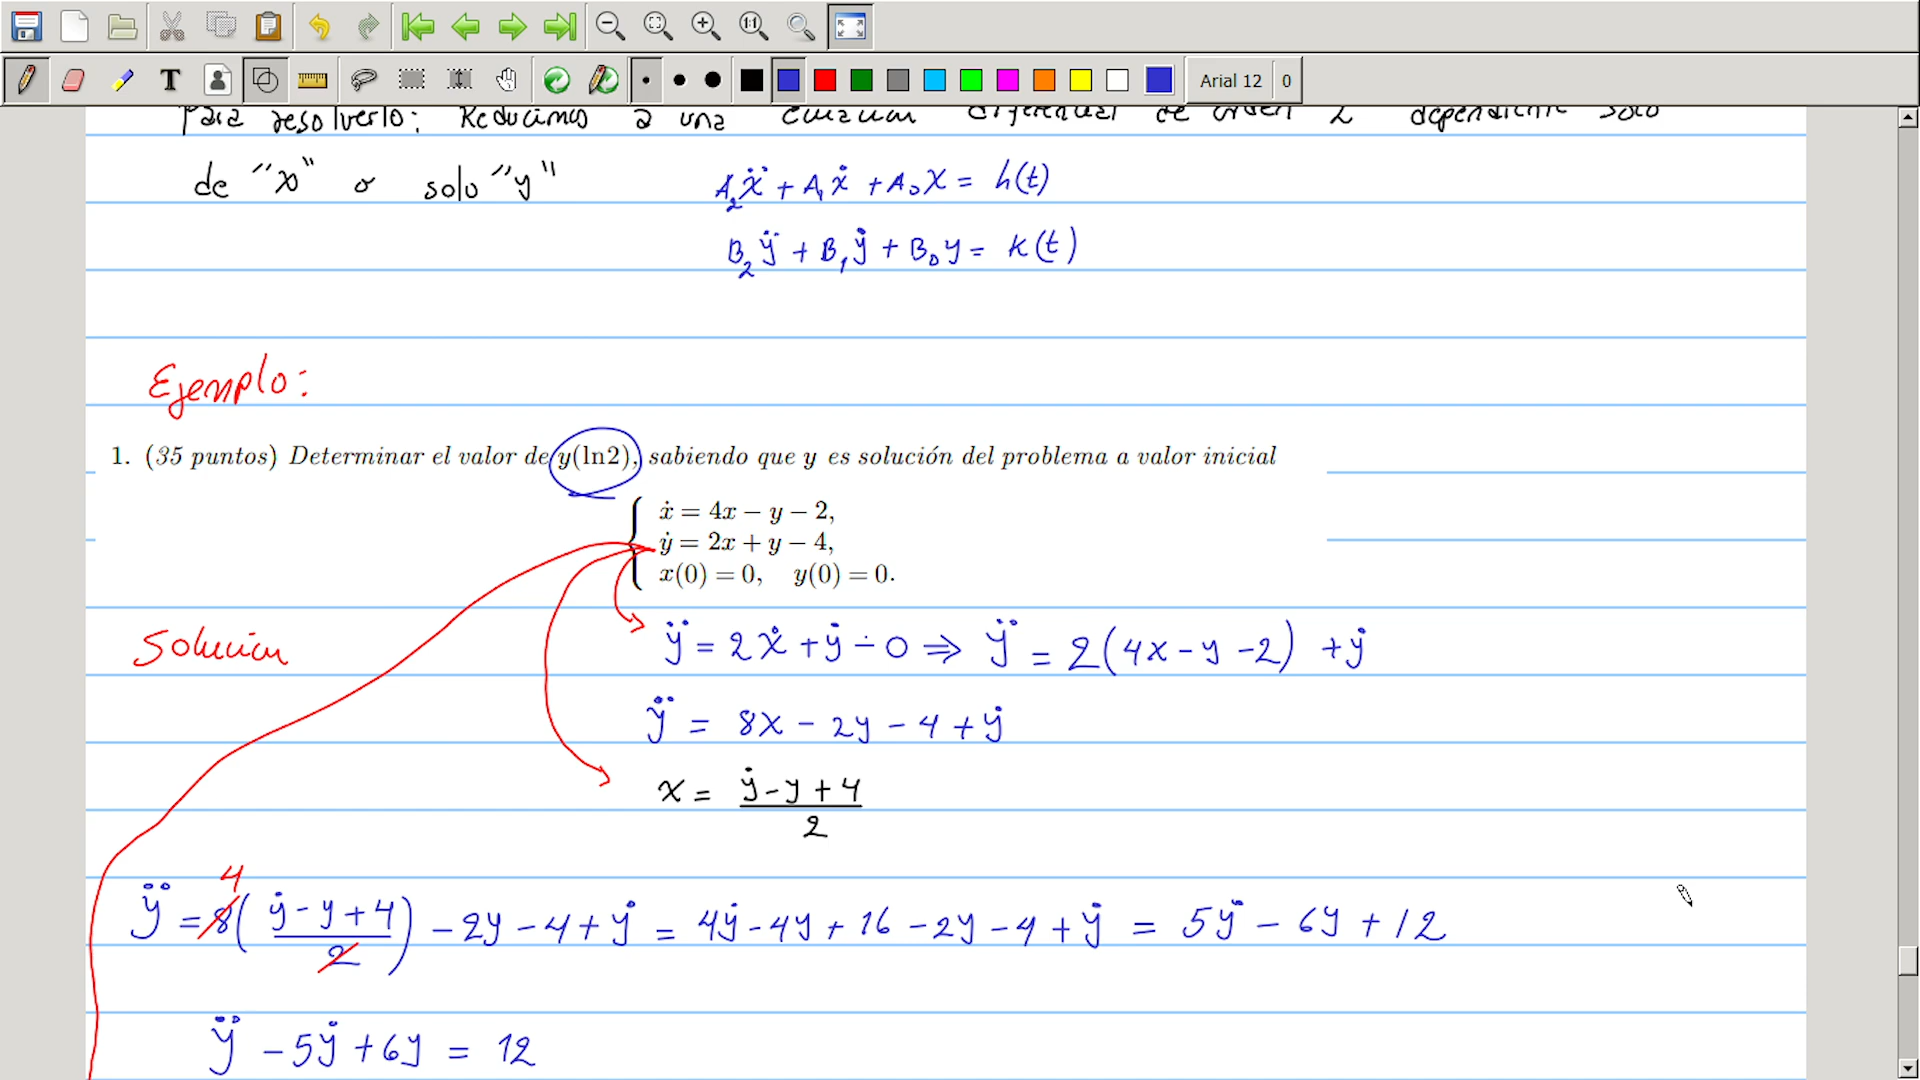 T Arial 12 0
Para resolverlo: Reducimos a una ecuacion diferencial de orden 2 dependiente solo
de "x" o solo "y" A₂ẍ + A₁ẋ + A₀x = h(t)
B₂ÿ + B₁ẏ + B₀y = K(t)
Ejemplo:
1. (35 puntos) Determinar el valor de y(ln2), sabiendo que y es solución del problema a valor inicial
ẋ = 4x − y − 2,
ẏ = 2x + y − 4,
x(0) = 0, y(0) = 0.
Solucion ÿ = 2ẋ + ẏ − 0 ⇒ ÿ = 2(4x − y − 2) + ẏ
ÿ = 8x − 2y − 4 + ẏ
x = (ẏ − y + 4)/2
4
ÿ = 8((ẏ − y + 4)/2) − 2y − 4 + ẏ = 4ẏ − 4y + 16 − 2y − 4 + ẏ = 5ẏ − 6y + 12
ÿ − 5ẏ + 6y = 12